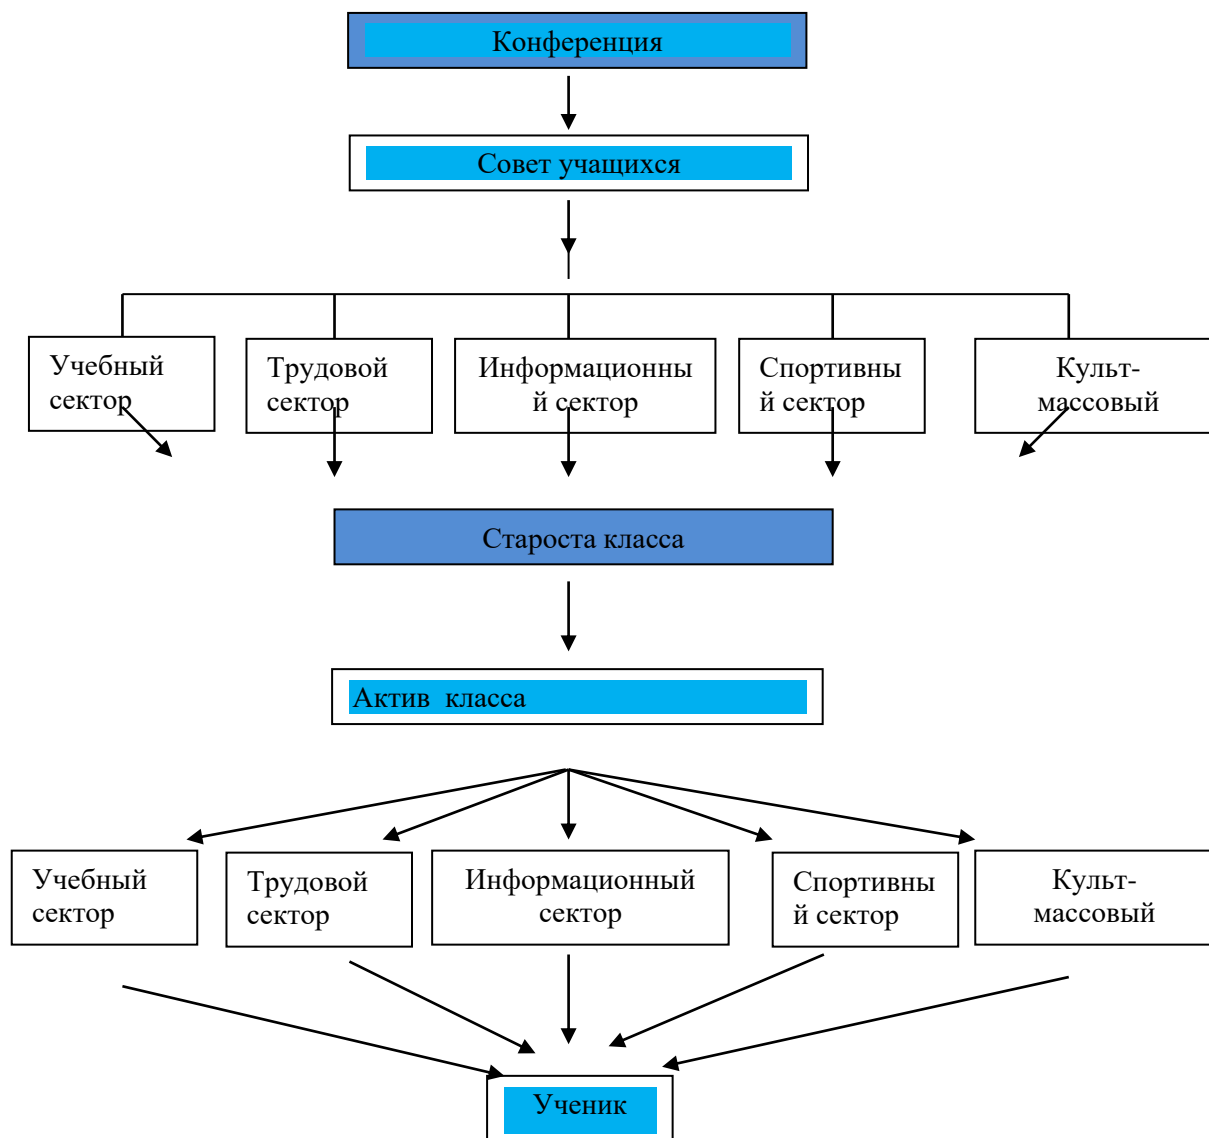 Конференция
Совет учащихся
Учебный
сектор
Трудовой
сектор
Информационны
й сектор
Спортивны
й сектор
Культ-
массовый
Староста класса
Актив  класса
Учебный
сектор
Трудовой
сектор
Информационный
сектор
Спортивны
й сектор
Культ-
массовый
Ученик